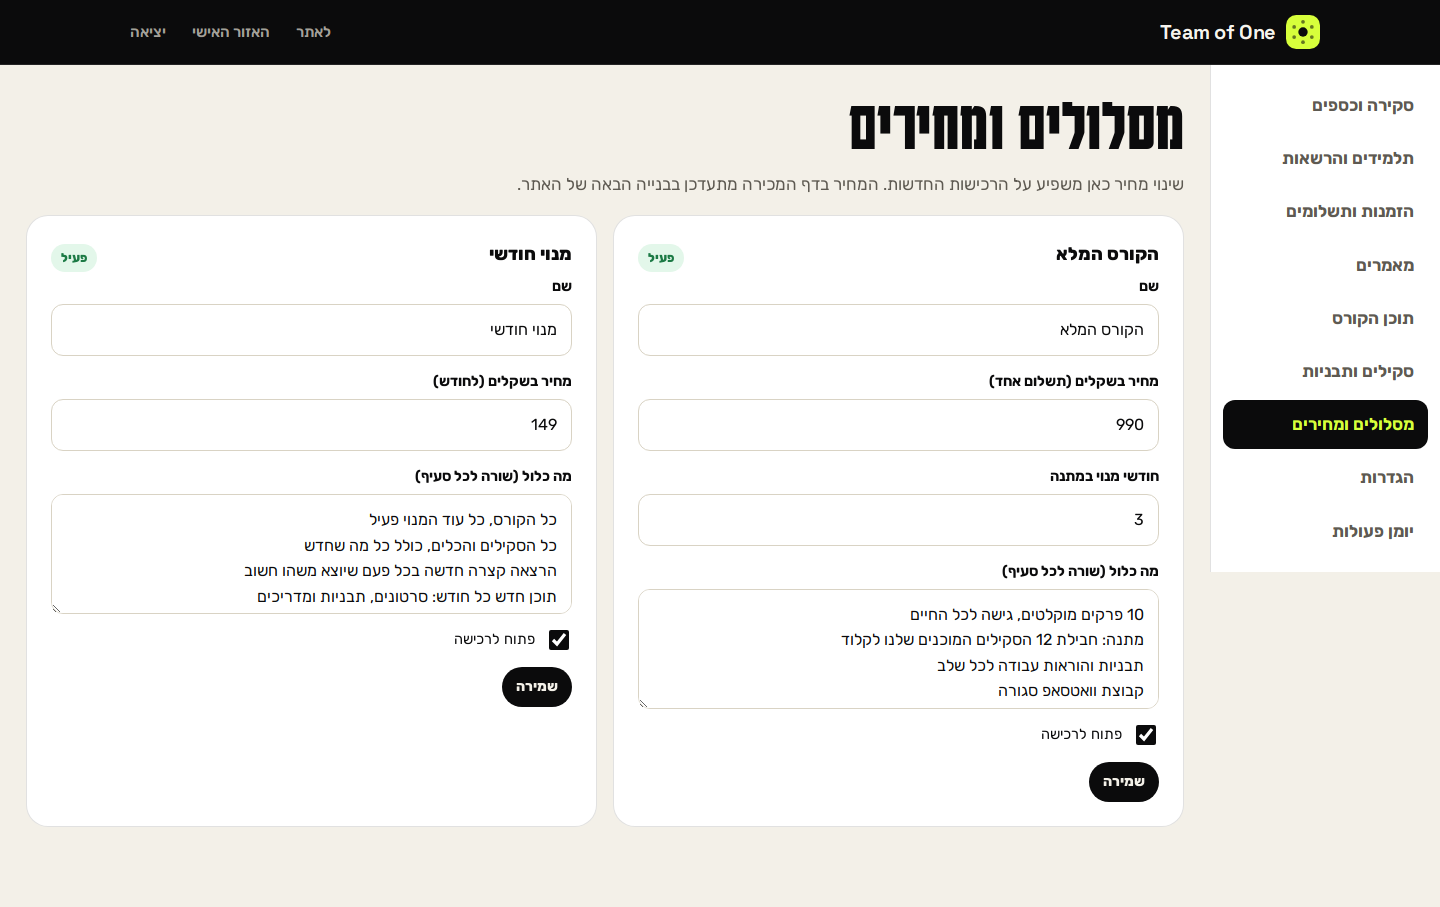 Team of One
לאתר
האזור האישי
יציאה
סקירה וכספים
תלמידים והרשאות
הזמנות ותשלומים
מאמרים
תוכן הקורס
סקילים ותבניות
מסלולים ומחירים
הגדרות
יומן פעולות
מסלולים ומחירים
שינוי מחיר כאן משפיע על הרכישות החדשות. המחיר בדף המכירה מתעדכן בבנייה הבאה של האתר.
הקורס המלא
פעיל
שם
הקורס המלא
מחיר בשקלים (תשלום אחד)
990
חודשי מנוי במתנה
3
מה כלול (שורה לכל סעיף)
10 פרקים מוקלטים, גישה לכל החיים
מתנה: חבילת 12 הסקילים המוכנים שלנו לקלוד
תבניות והוראות עבודה לכל שלב
קבוצת וואטסאפ סגורה
פתוח לרכישה
שמירה
מנוי חודשי
פעיל
שם
מנוי חודשי
מחיר בשקלים (לחודש)
149
מה כלול (שורה לכל סעיף)
כל הקורס, כל עוד המנוי פעיל
כל הסקילים והכלים, כולל כל מה שחדש
הרצאה קצרה חדשה בכל פעם שיוצא משהו חשוב
תוכן חדש כל חודש: סרטונים, תבניות ומדריכים
פתוח לרכישה
שמירה